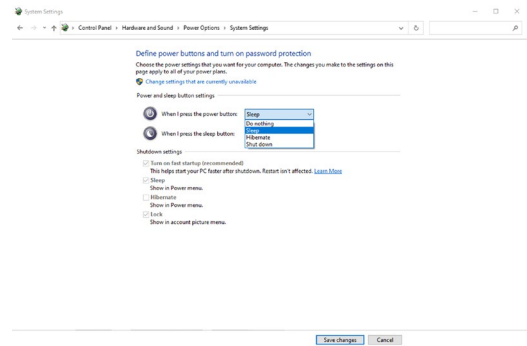 System Settings
Control Panel > Hardware and Sound > Power Options > System Settings
Define power buttons and turn on password protection
Choose the power settings that you want for your computer. The changes you make to the settings on this
page apply to all of your power plans.
Change settings that are currently unavailable
Power and sleep button settings
When I press the power button: Sleep
Do nothing
Sleep
When I press the sleep button: Hibernate
Shut down
Shutdown settings
Turn on fast startup (recommended)
This helps start your PC faster after shutdown. Restart isn't affected. Learn More
Sleep
Show in Power menu.
Hibernate
Show in Power menu.
Lock
Show in account picture menu.
Save changes Cancel